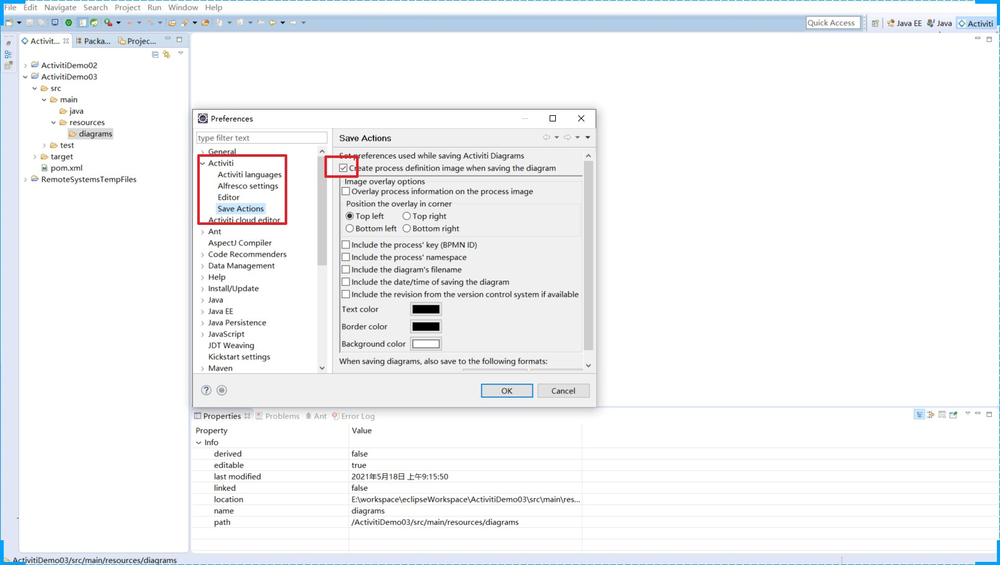 File Edit Navigate Search Project Run Window Help
Quick Access Java EE Java Activiti
Activit... Packa... Projec...
ActivitiDemo02
ActivitiDemo03
src
main
java
resources
diagrams
test
target
pom.xml
RemoteSystemsTempFiles
Preferences
type filter text
General
Activiti
Activiti languages
Alfresco settings
Editor
Save Actions
Activiti cloud editor
Ant
AspectJ Compiler
Code Recommenders
Data Management
Help
Install/Update
Java
Java EE
Java Persistence
JavaScript
JDT Weaving
Kickstart settings
Maven
Save Actions
Set preferences used while saving Activiti Diagrams
Create process definition image when saving the diagram
Image overlay options
Overlay process information on the process image
Position the overlay in corner
Top left Top right
Bottom left Bottom right
Include the process' key (BPMN ID)
Include the process' namespace
Include the diagram's filename
Include the date/time of saving the diagram
Include the revision from the version control system if available
Text color
Border color
Background color
When saving diagrams, also save to the following formats:
OK Cancel
Properties Problems Ant Error Log
Property Value
Info
derived false
editable true
last modified 2021年5月18日 上午9:15:50
linked false
location E:\workspace\eclipseWorkspace\ActivitiDemo03\src\main\res...
name diagrams
path /ActivitiDemo03/src/main/resources/diagrams
ActivitiDemo03/src/main/resources/diagrams